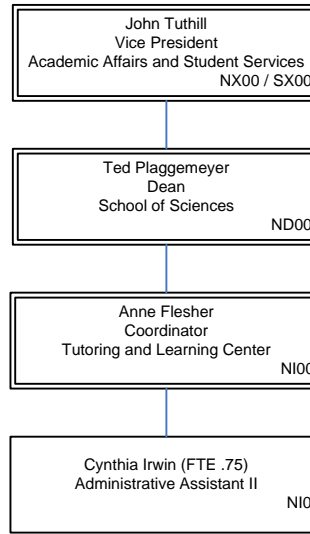 John Tuthill
Vice President
Academic Affairs and Student Services
NX00 / SX00
Ted Plaggemeyer
Dean
School of Sciences
ND00
Anne Flesher
Coordinator
Tutoring and Learning Center
NI00
Cynthia Irwin (FTE .75)
Administrative Assistant II